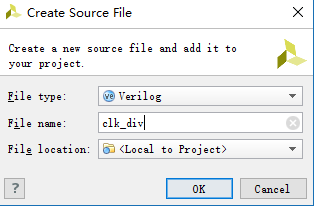 Create Source File
Create a new source file and add it to
your project.
File type: Verilog
File name: clk_div
File location: <Local to Project>
? OK Cancel